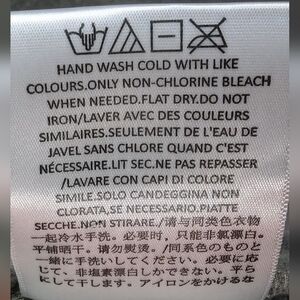 HAND WASH COLD WITH LIKE
COLOURS.ONLY NON-CHLORINE BLEACH
WHEN NEEDED.FLAT DRY.DO NOT
IRON/LAVER AVEC DES COULEURS
SIMILAIRES.SEULEMENT DE L'EAU DE
JAVEL SANS CHLORE QUAND C'EST
NÉCESSAIRE.LIT SEC.NE PAS REPASSER
/LAVARE CON CAPI DI COLORE
SIMILE.SOLO CANDEGGINA NON
CLORATA,SE NECESSARIO.PIATTE
SECCHE.NON STIRARE./请与同类色衣物
一起冷水手洗。必要时，只能非氯漂白。
平铺晒干。请勿熨烫。/同系色のものと
一緒に手洗いしてください。必要に応じ
て、非塩素漂白しかできない。平らに
にして干します。アイロンをかけるな